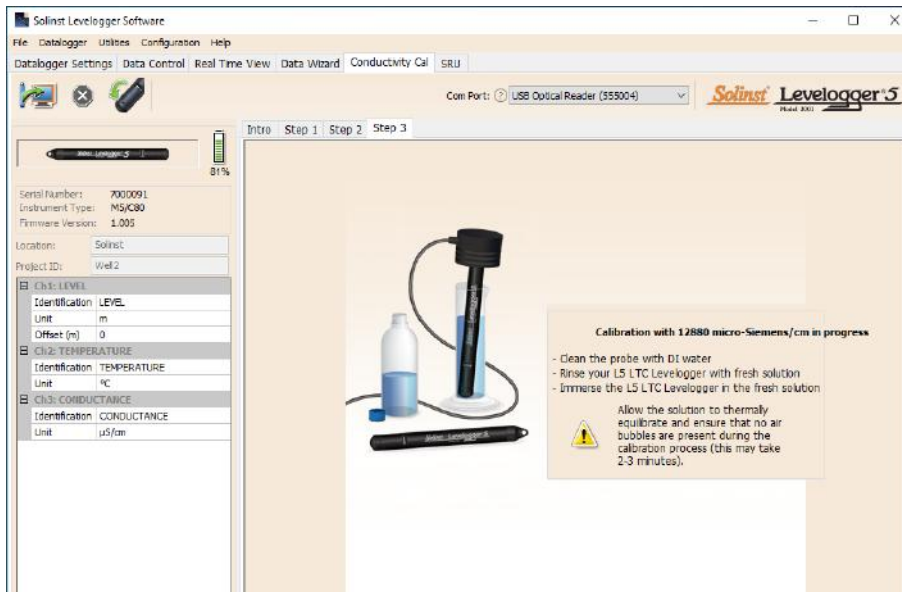 Solinst Levelogger Software
File Datalogger Utilities Configuration Help
Datalogger Settings Data Control Real Time View Data Wizard Conductivity Cal SRU
Com Port: ? USB Optical Reader (555004)
Solinst Levelogger 5
Model 3001
Intro Step 1 Step 2 Step 3
81%
Serial Number: 7000091
Instrument Type: M5/C80
Firmware Version: 1.005
Location: Solinst
Project ID: Well2
Ch1: LEVEL
Identification LEVEL
Unit m
Offset (m) 0
Ch2: TEMPERATURE
Identification TEMPERATURE
Unit ºC
Ch3: CONDUCTANCE
Identification CONDUCTANCE
Unit µS/cm
Calibration with 12880 micro-Siemens/cm in progress
- Clean the probe with DI water
- Rinse your L5 LTC Levelogger with fresh solution
- Immerse the L5 LTC Levelogger in the fresh solution
Allow the solution to thermally
equilibrate and ensure that no air
bubbles are present during the
calibration process (this may take
2-3 minutes).